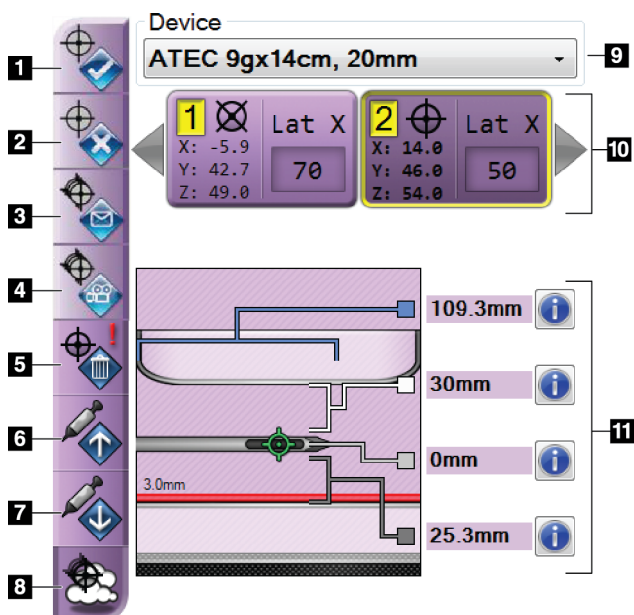 Device
1
ATEC 9gx14cm, 20mm
9
2
1
Lat X
X: -5.9
Y: 42.7
Z: 49.0
70
2
Lat X
X: 14.0
Y: 46.0
Z: 54.0
50
10
3
4
109.3mm
5
!
30mm
6
11
0mm
3.0mm
7
25.3mm
8